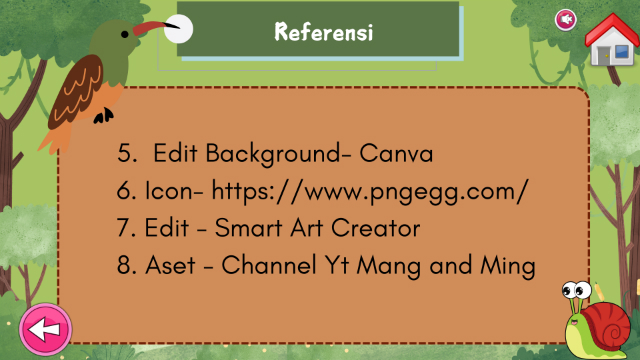 Referensi
5. Edit Background- Canva
6. Icon- https://www.pngegg.com/
7. Edit - Smart Art Creator
8. Aset - Channel Yt Mang and Ming